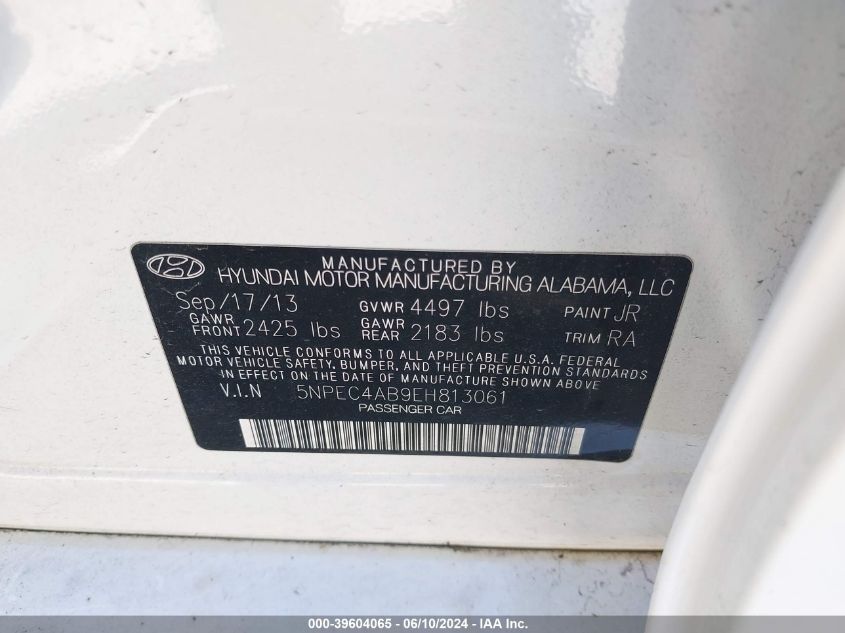 MANUFACTURED BY
HYUNDAI MOTOR MANUFACTURING ALABAMA, LLC
Sep/17/13 GVWR 4497 lbs PAINT JR
GAWR FRONT 2425 lbs GAWR REAR 2183 lbs TRIM RA
THIS VEHICLE CONFORMS TO ALL APPLICABLE U.S.A. FEDERAL
MOTOR VEHICLE SAFETY, BUMPER, AND THEFT PREVENTION STANDARDS
IN EFFECT ON THE DATE OF MANUFACTURE SHOWN.
V.I.N 5NPEC4AB9EH813061
PASSENGER CAR
000-39604065 - 06/10/2024 - IAA Inc.